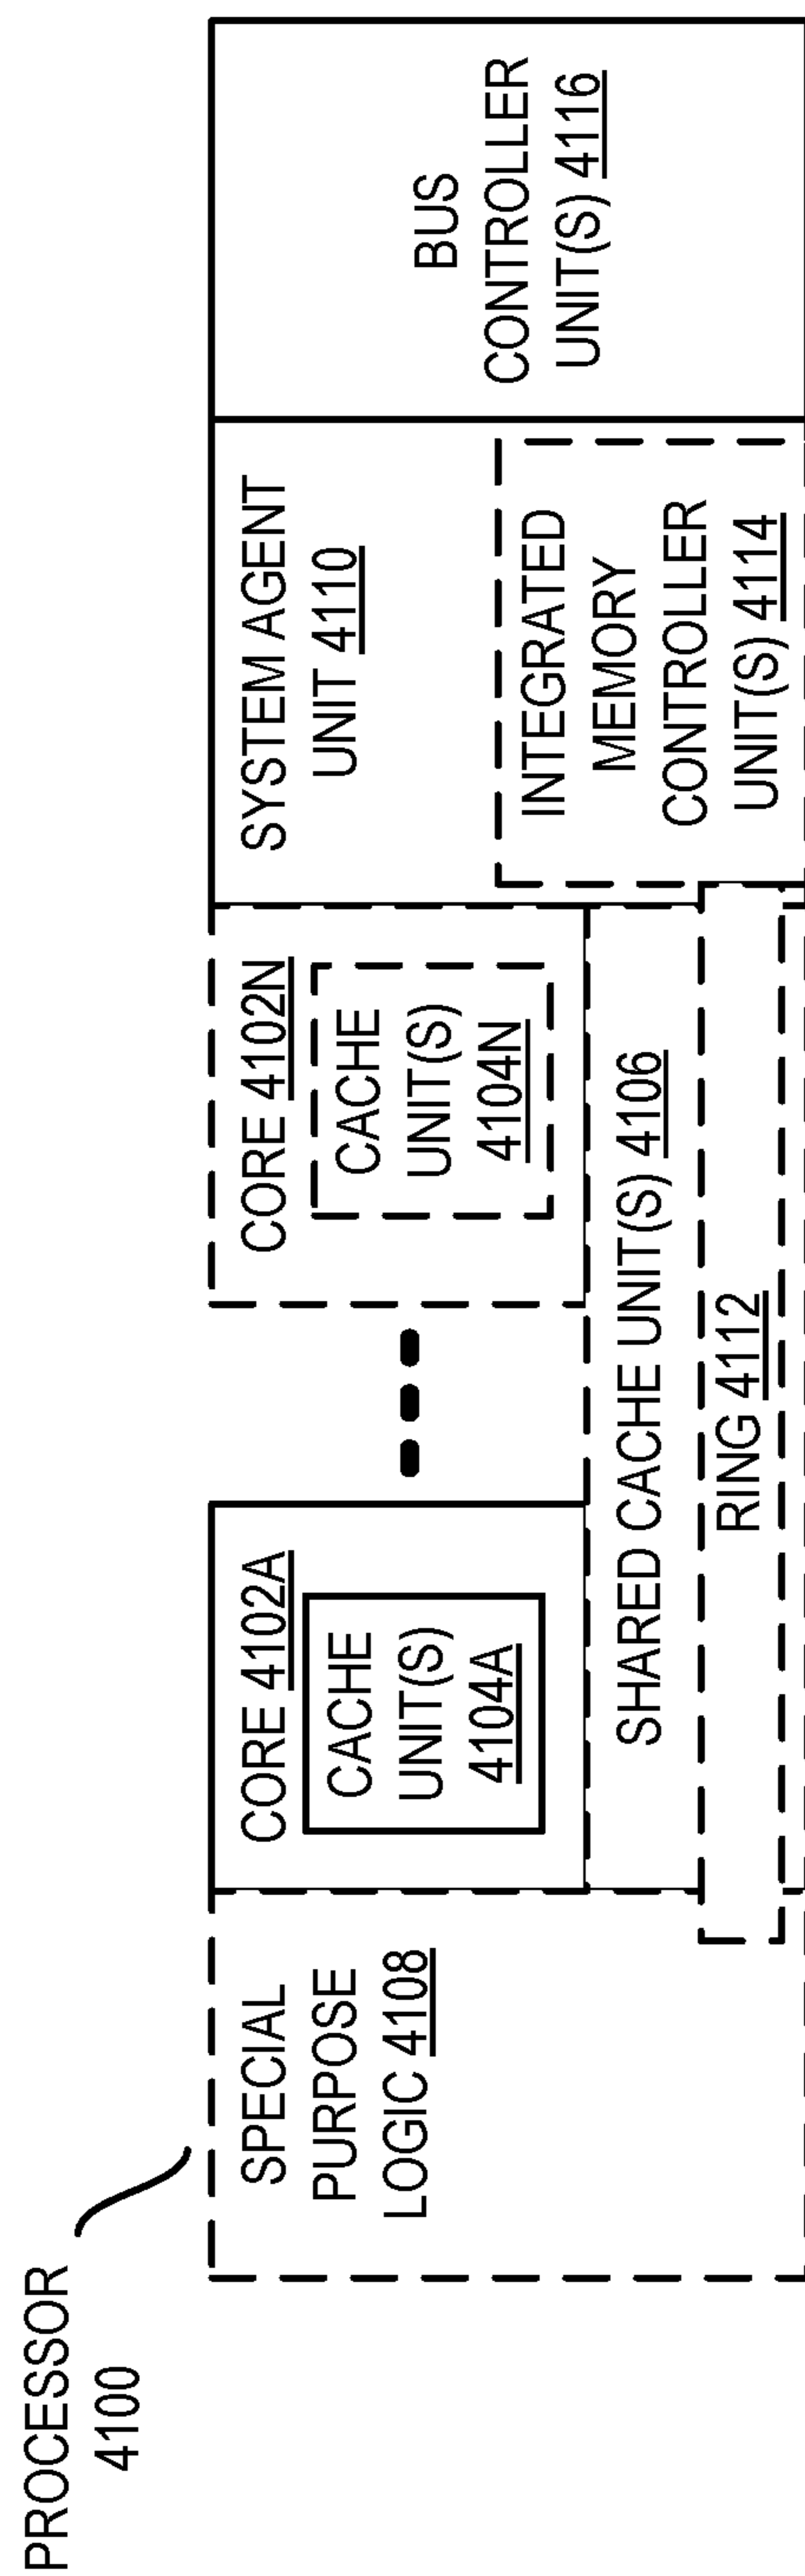 PROCESSOR
4100
SPECIAL
PURPOSE
LOGIC 4108
CORE 4102A
CACHE
UNIT(S)
4104A
CORE 4102N
CACHE
UNIT(S)
4104N
SHARED CACHE UNIT(S) 4106
RING 4112
SYSTEM AGENT
UNIT 4110
INTEGRATED
MEMORY
CONTROLLER
UNIT(S) 4114
BUS
CONTROLLER
UNIT(S) 4116